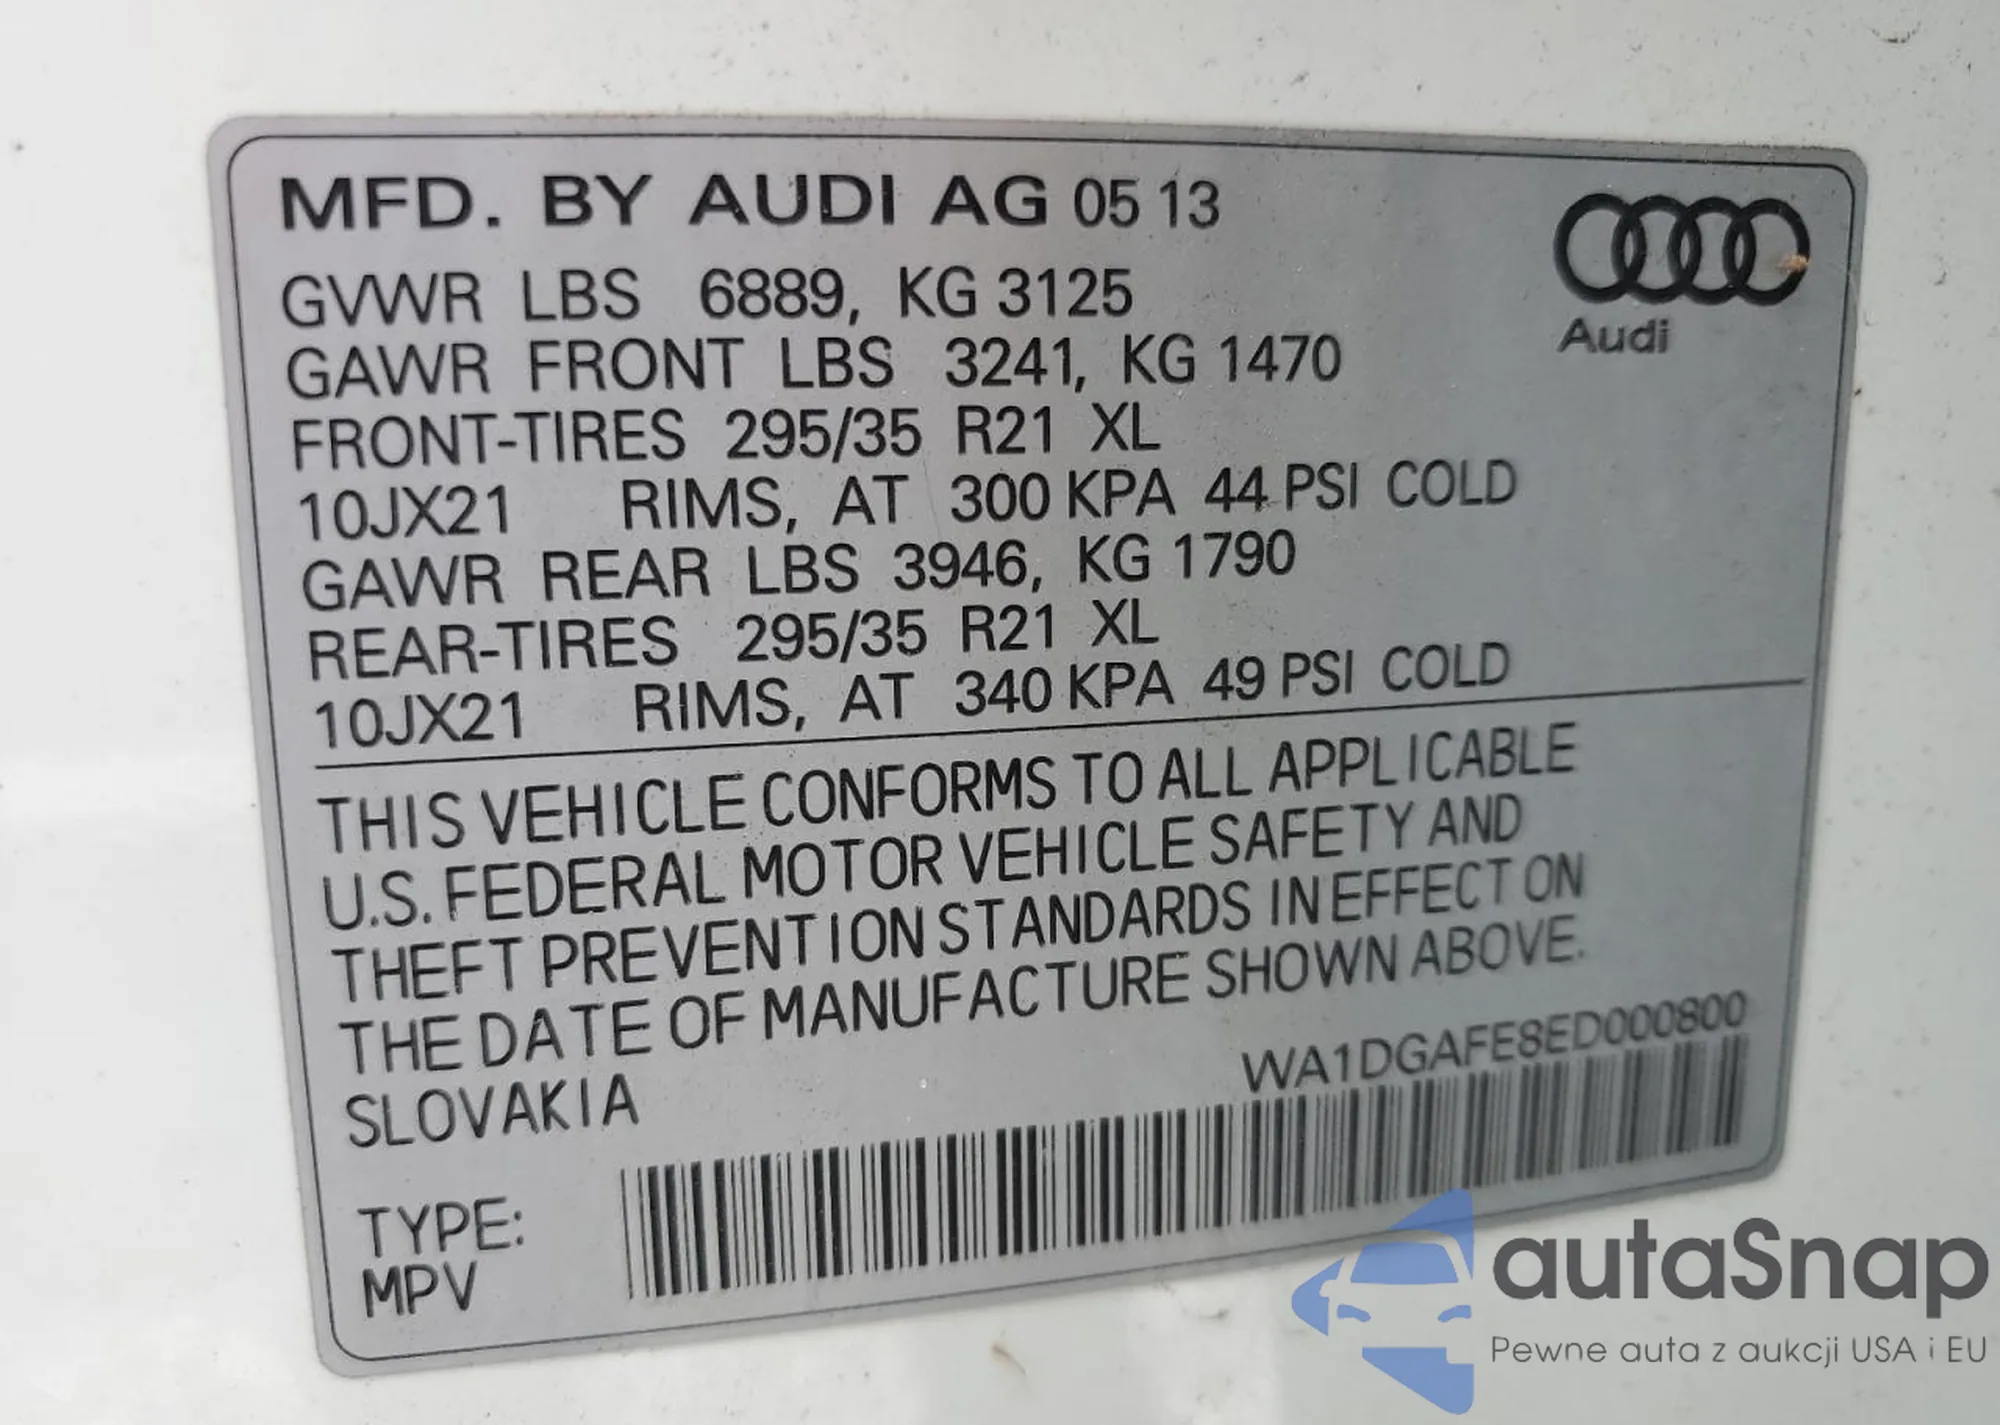 MFD. BY AUDI AG 05 13
GVWR LBS 6889, KG 3125
GAWR FRONT LBS 3241, KG 1470
FRONT-TIRES 295/35 R21 XL
10JX21 RIMS, AT 300 KPA 44 PSI COLD
GAWR REAR LBS 3946, KG 1790
REAR-TIRES 295/35 R21 XL
10JX21 RIMS, AT 340 KPA 49 PSI COLD
Audi
THIS VEHICLE CONFORMS TO ALL APPLICABLE
U.S. FEDERAL MOTOR VEHICLE SAFETY AND
THEFT PREVENTION STANDARDS IN EFFECT ON
THE DATE OF MANUFACTURE SHOWN ABOVE.
SLOVAKIA
WA1DGAFE8ED000800
TYPE:
MPV
autaSnap
Pewne auta z aukcji USA i EU